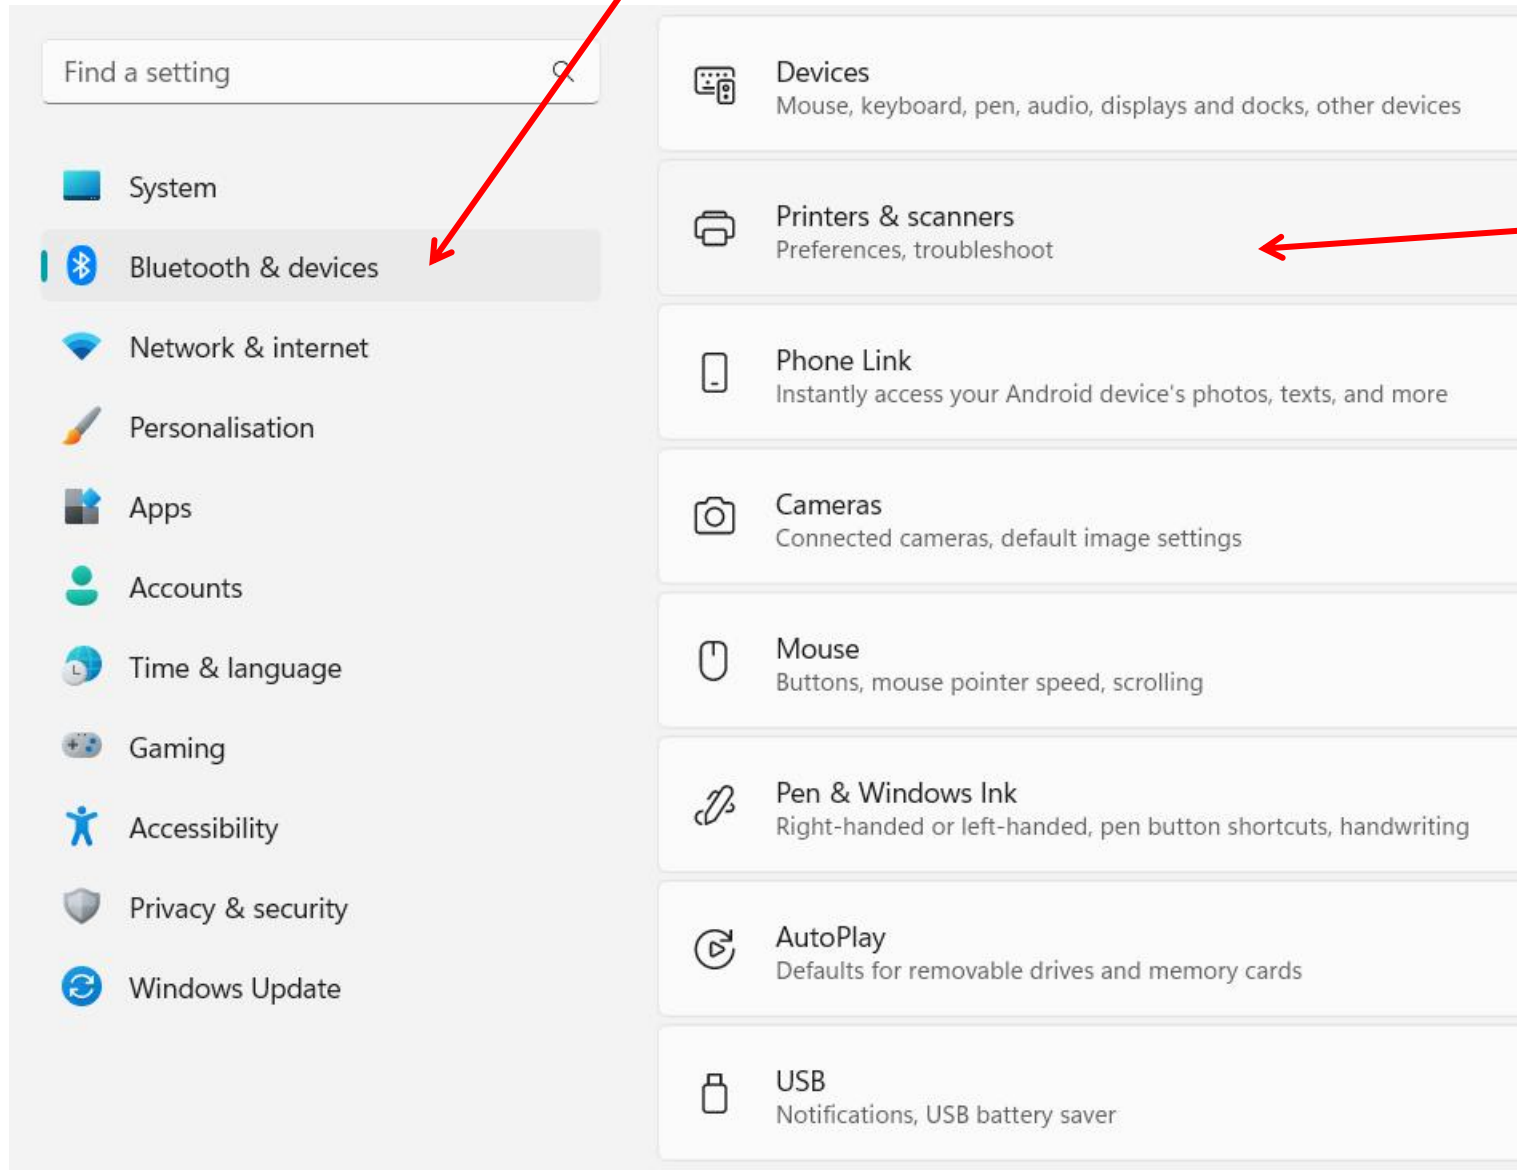 Find a setting
System
Bluetooth & devices
Network & internet
Personalisation
Apps
Accounts
Time & language
Gaming
Accessibility
Privacy & security
Windows Update
Devices
Mouse, keyboard, pen, audio, displays and docks, other devices
Printers & scanners
Preferences, troubleshoot
Phone Link
Instantly access your Android device's photos, texts, and more
Cameras
Connected cameras, default image settings
Mouse
Buttons, mouse pointer speed, scrolling
Pen & Windows Ink
Right-handed or left-handed, pen button shortcuts, handwriting
AutoPlay
Defaults for removable drives and memory cards
USB
Notifications, USB battery saver